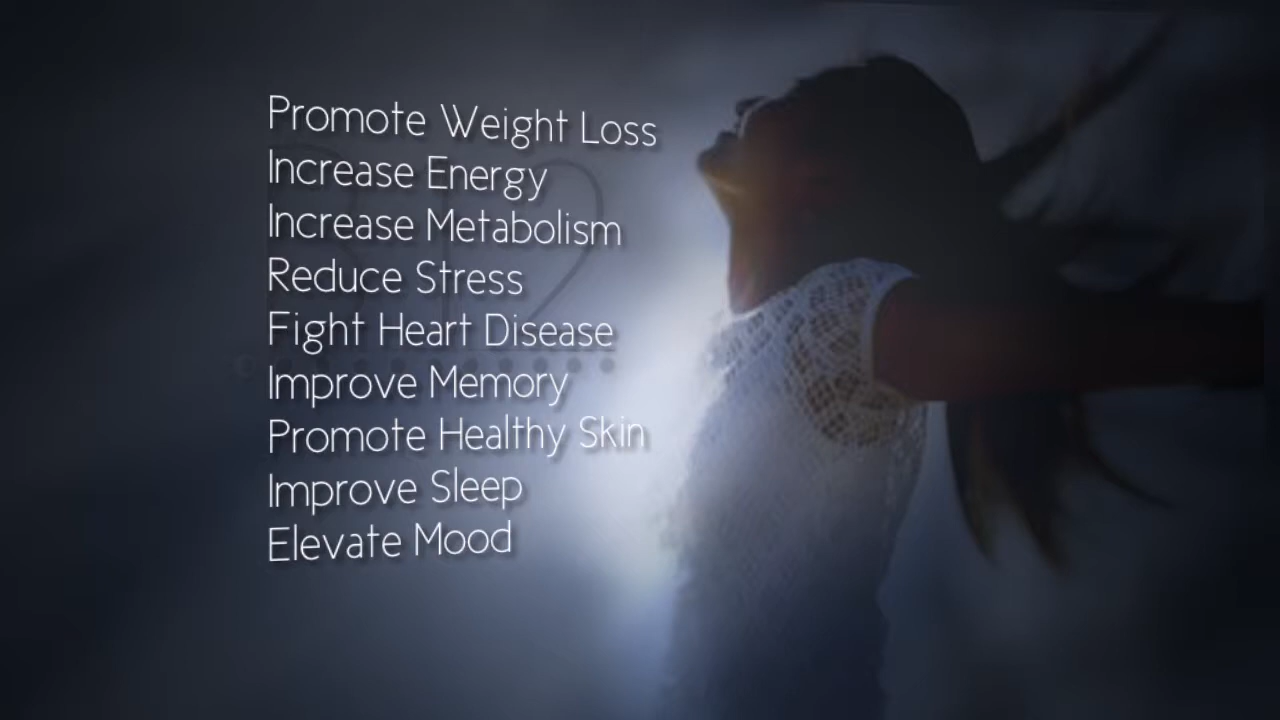 Promote Weight Loss
Increase Energy
Increase Metabolism
Reduce Stress
Fight Heart Disease
Improve Memory
Promote Healthy Skin
Improve Sleep
Elevate Mood